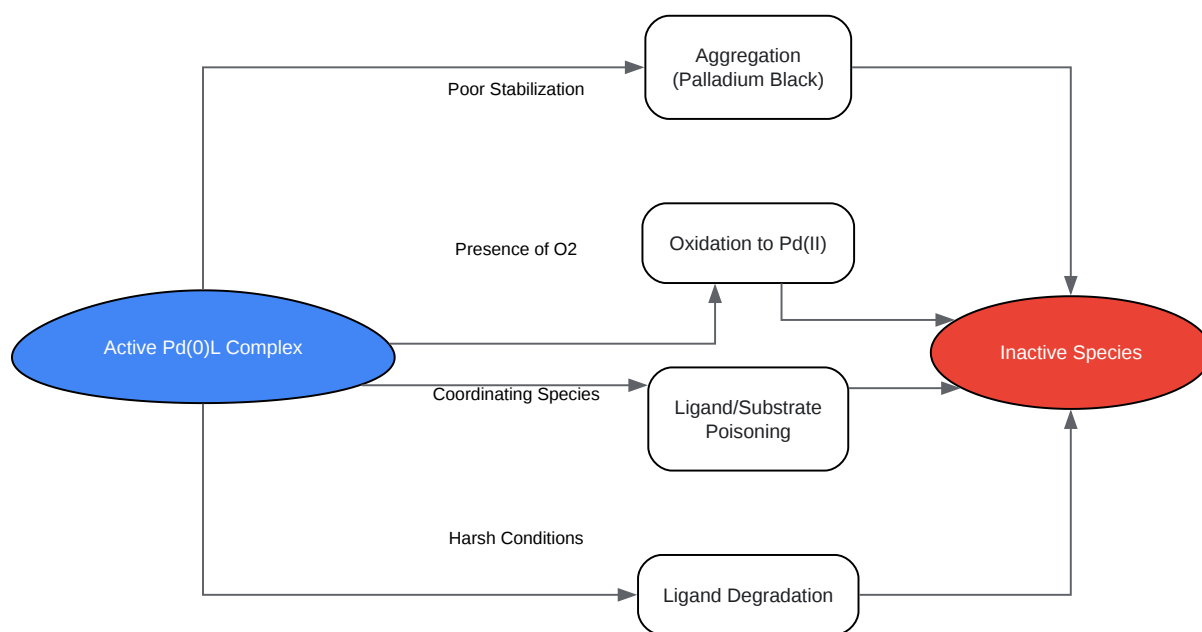 Aggregation
(Palladium Black)
Poor Stabilization
Presence of O2
Oxidation to Pd(II)
Active Pd(0)L Complex
Inactive Species
Coordinating Species
Ligand/Substrate
Poisoning
Harsh Conditions
Ligand Degradation